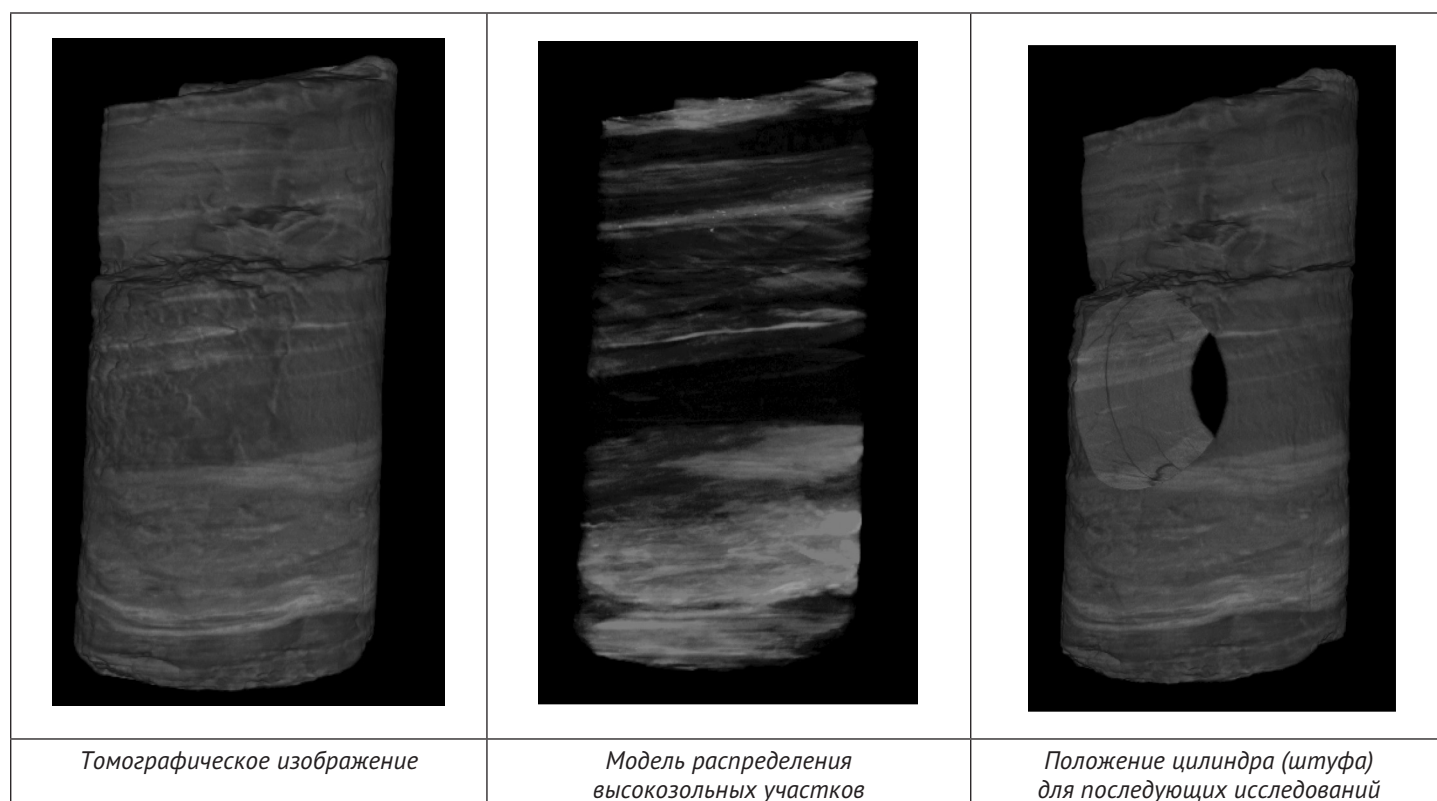 Томографическое изображение
Модель распределения
высокозольных участков
Положение цилиндра (штуфа)
для последующих исследований